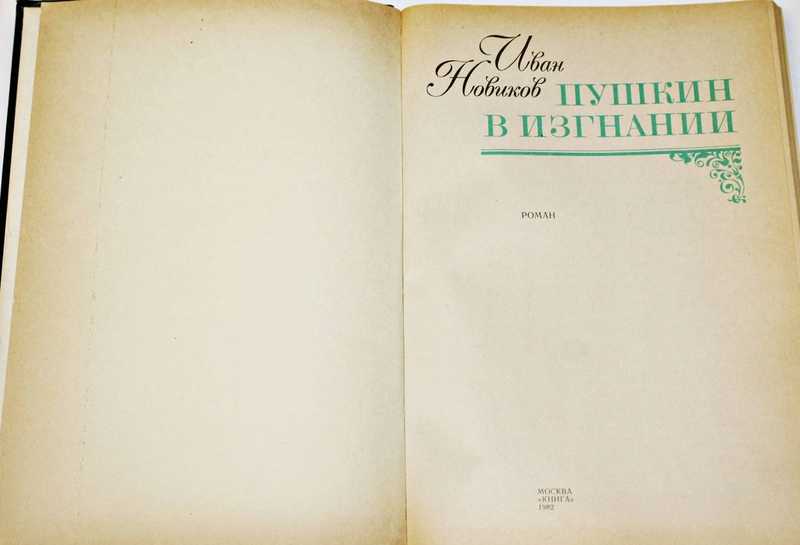 Иван
Новиков
ПУШКИН
В ИЗГНАНИИ
РОМАН
МОСКВА
«КНИГА»
1982